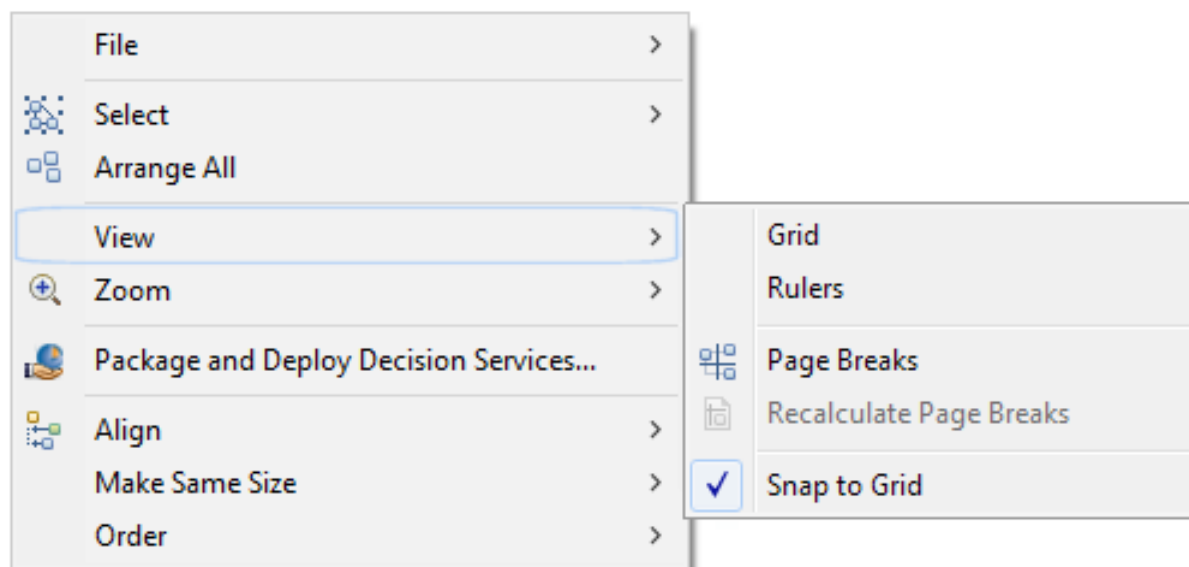 File
Select
Arrange All
View
Zoom
Package and Deploy Decision Services...
Align
Make Same Size
Order
Grid
Rulers
Page Breaks
Recalculate Page Breaks
Snap to Grid